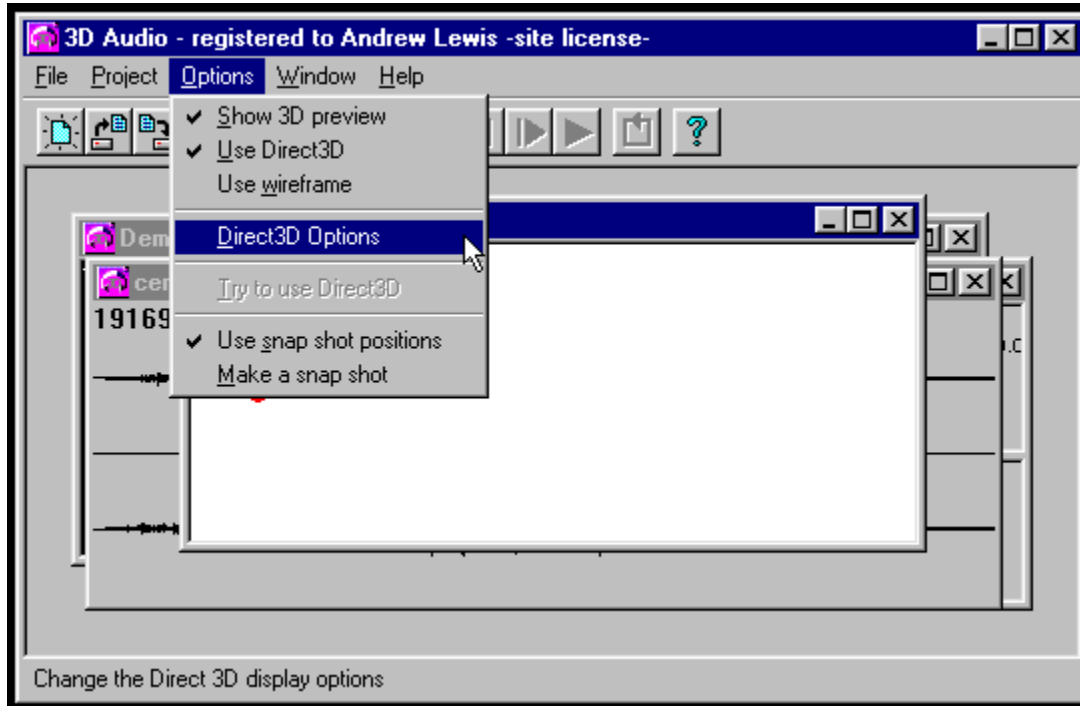 3D Audio - registered to Andrew Lewis -site license-
File Project Options Window Help
Show 3D preview
Use Direct3D
Use wireframe
Direct3D Options
Try to use Direct3D
Use snap shot positions
Make a snap shot
Dem
cer
19169
Change the Direct 3D display options